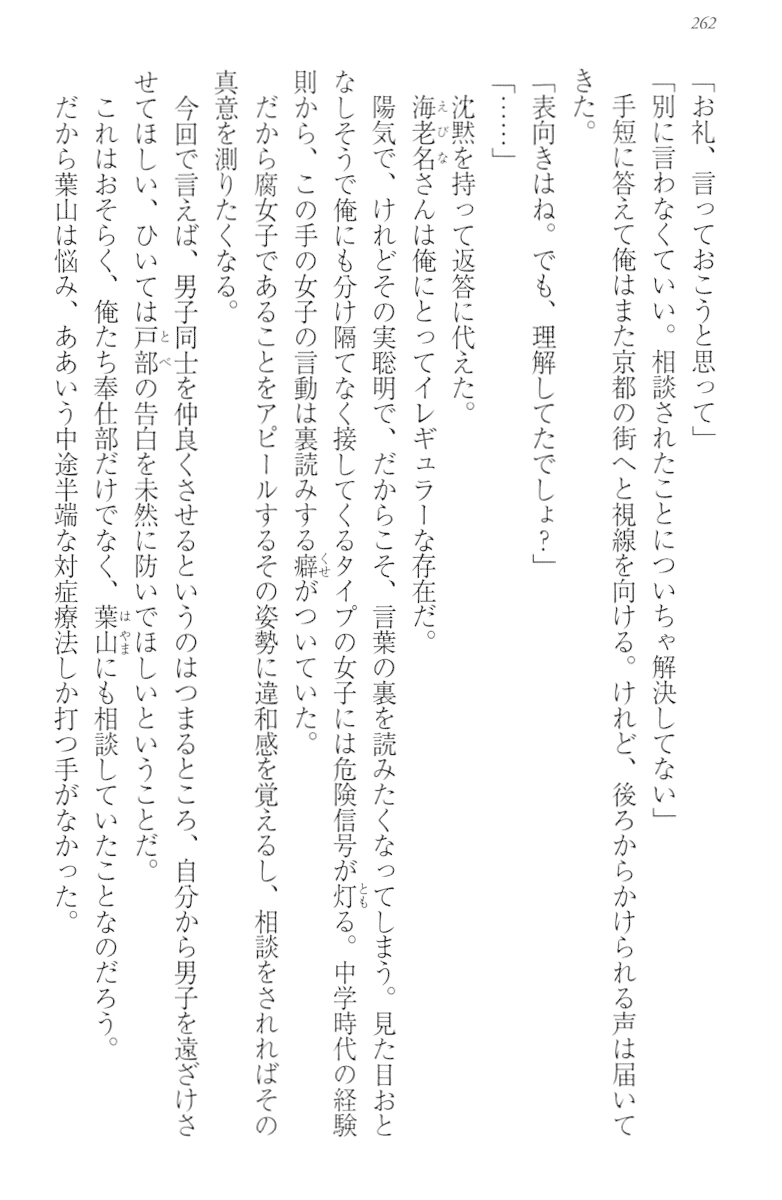 262
「お礼、言っておこうと思って」
「別に言わなくていい。相談されたことについちゃ解決してない」
　手短に答えて俺はまた京都の街へと視線を向ける。けれど、後ろからかけられる声は届いて
きた。
「表向きはね。でも、理解してたでしょ？」
「……」
　沈黙を持って返答に代えた。
　海老名さんは俺にとってイレギュラーな存在だ。
　陽気で、けれどその実聡明で、だからこそ、言葉の裏を読みたくなってしまう。見た目おと
なしそうで俺にも分け隔てなく接してくるタイプの女子には危険信号が灯る。中学時代の経験
則から、この手の女子の言動は裏読みする癖がついていた。
　だから腐女子であることをアピールするその姿勢に違和感を覚えるし、相談をされればその
真意を測りたくなる。
　今回で言えば、男子同士を仲良くさせるというのはつまるところ、自分から男子を遠ざけさ
せてほしい、ひいては戸部の告白を未然に防いでほしいということだ。
　これはおそらく、俺たち奉仕部だけでなく、葉山にも相談していたことなのだろう。
　だから葉山は悩み、ああいう中途半端な対症療法しか打つ手がなかった。